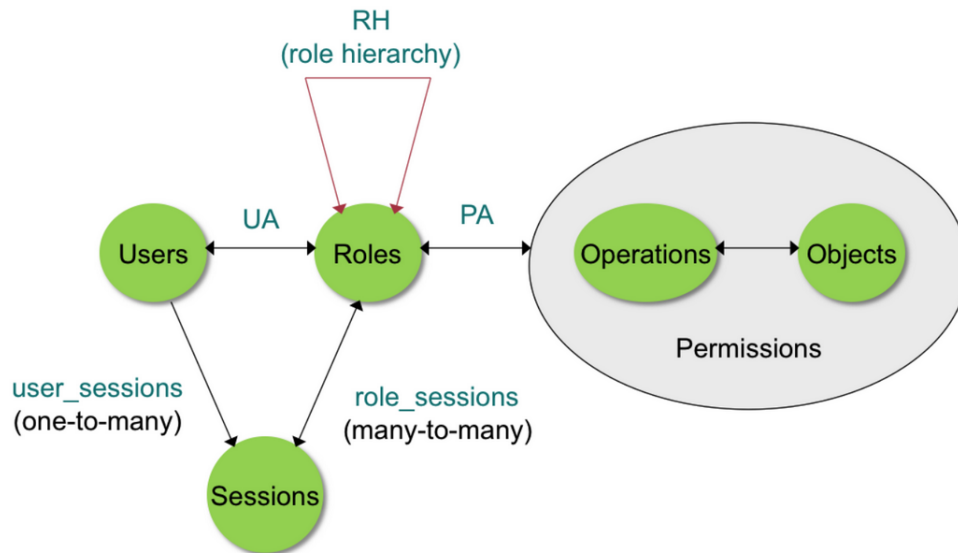 RH
(role hierarchy)
UA
PA
Users
Roles
Operations
Objects
Permissions
user_sessions
(one-to-many)
role_sessions
(many-to-many)
Sessions